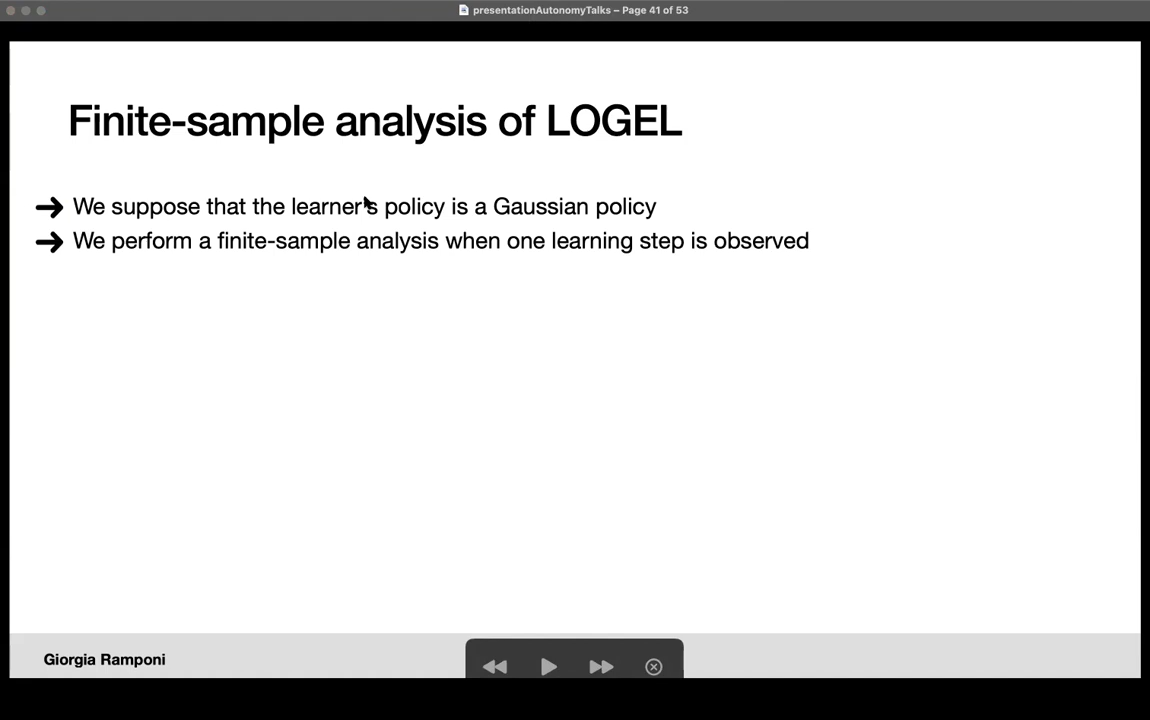 presentationAutonomyTalks – Page 41 of 53
Finite-sample analysis of LOGEL
➔ We suppose that the learner's policy is a Gaussian policy
➔ We perform a finite-sample analysis when one learning step is observed
Giorgia Ramponi